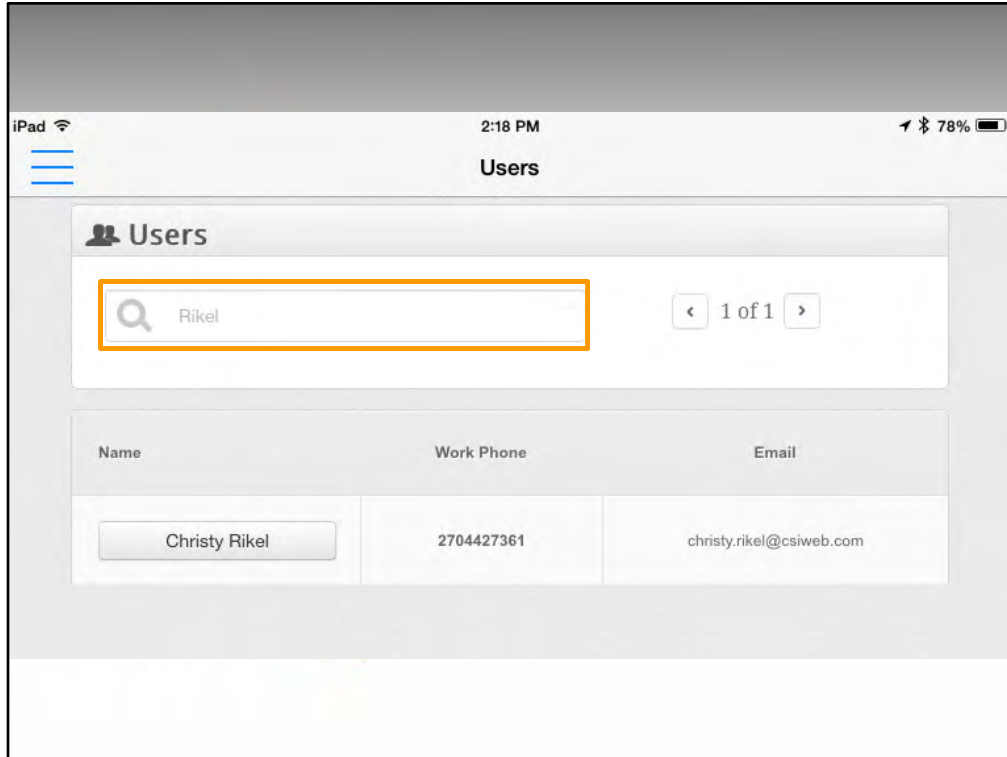 iPad 2:18 PM 78%
Users
Users
Rikel 1 of 1
Name Work Phone Email
Christy Rikel 2704427361 christy.rikel@csiweb.com